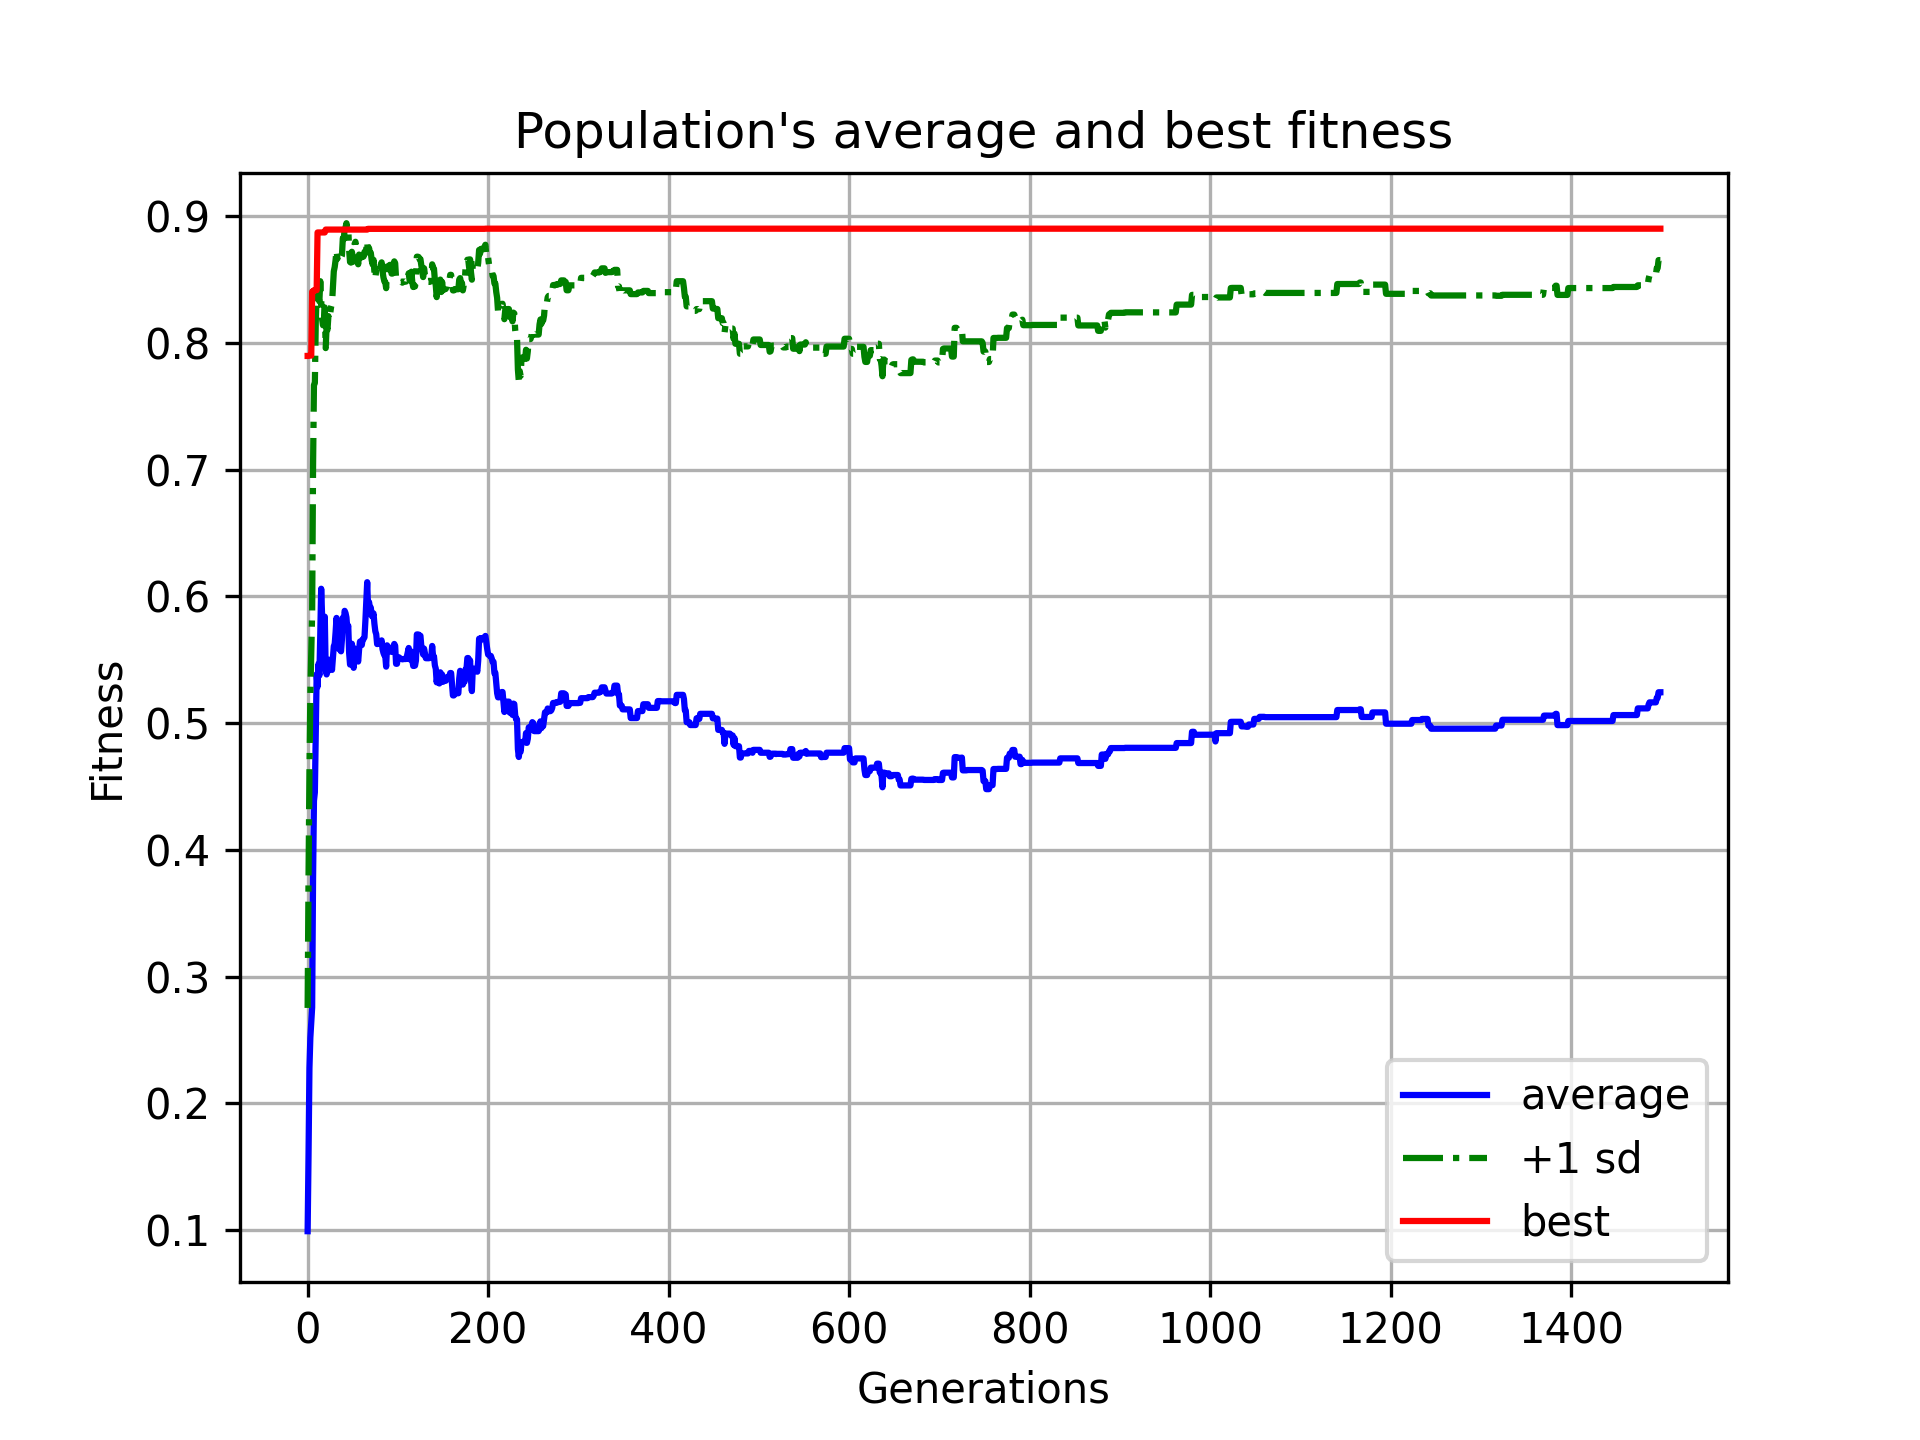 Population's average and best fitness
0.9
0.8
0.7
0.6
0.5
0.4
0.3
0.2
0.1
Fitness
0 200 400 600 800 1000 1200 1400
Generations
average
+1 sd
best